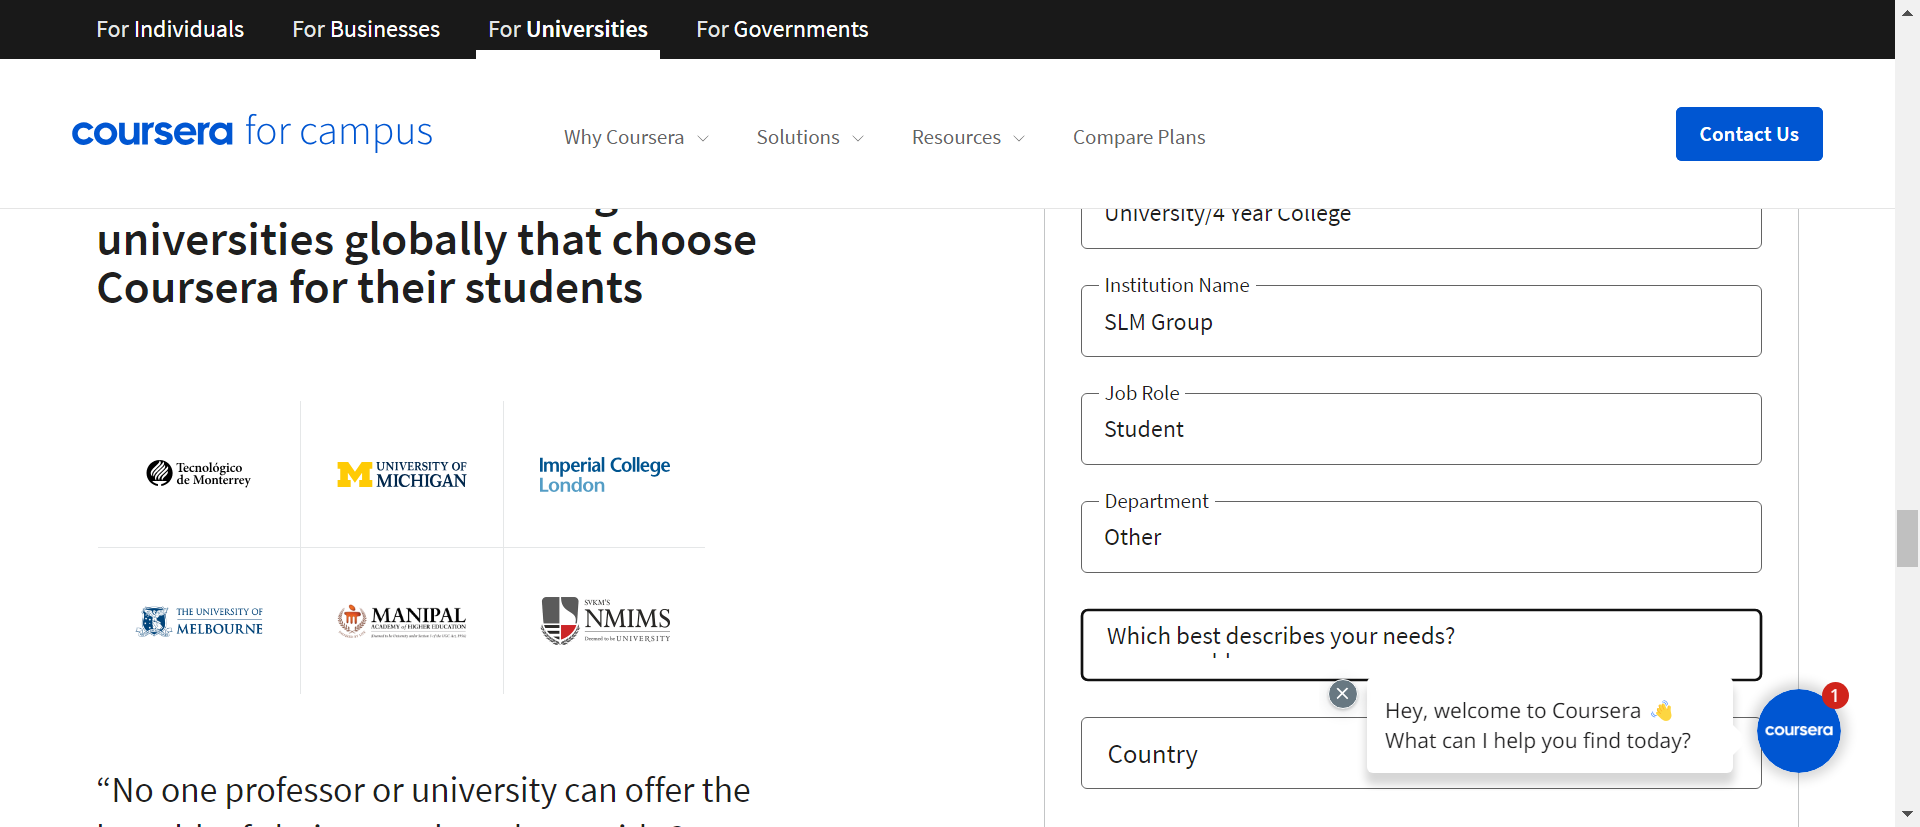 For Individuals
For Businesses
For Universities
For Governments
coursera for campus
Why Coursera
Solutions
Resources
Compare Plans
Contact Us
universities globally that choose
Coursera for their students
Tecnológico
de Monterrey
UNIVERSITY OF
MICHIGAN
Imperial College
London
THE UNIVERSITY OF
MELBOURNE
MANIPAL
ACADEMY of HIGHER EDUCATION
SVKM'S
NMIMS
Deemed to be UNIVERSITY
“No one professor or university can offer the
University/4 Year College
Institution Name
SLM Group
Job Role
Student
Department
Other
Which best describes your needs?
Country
Hey, welcome to Coursera 👋
What can I help you find today?
1
coursera